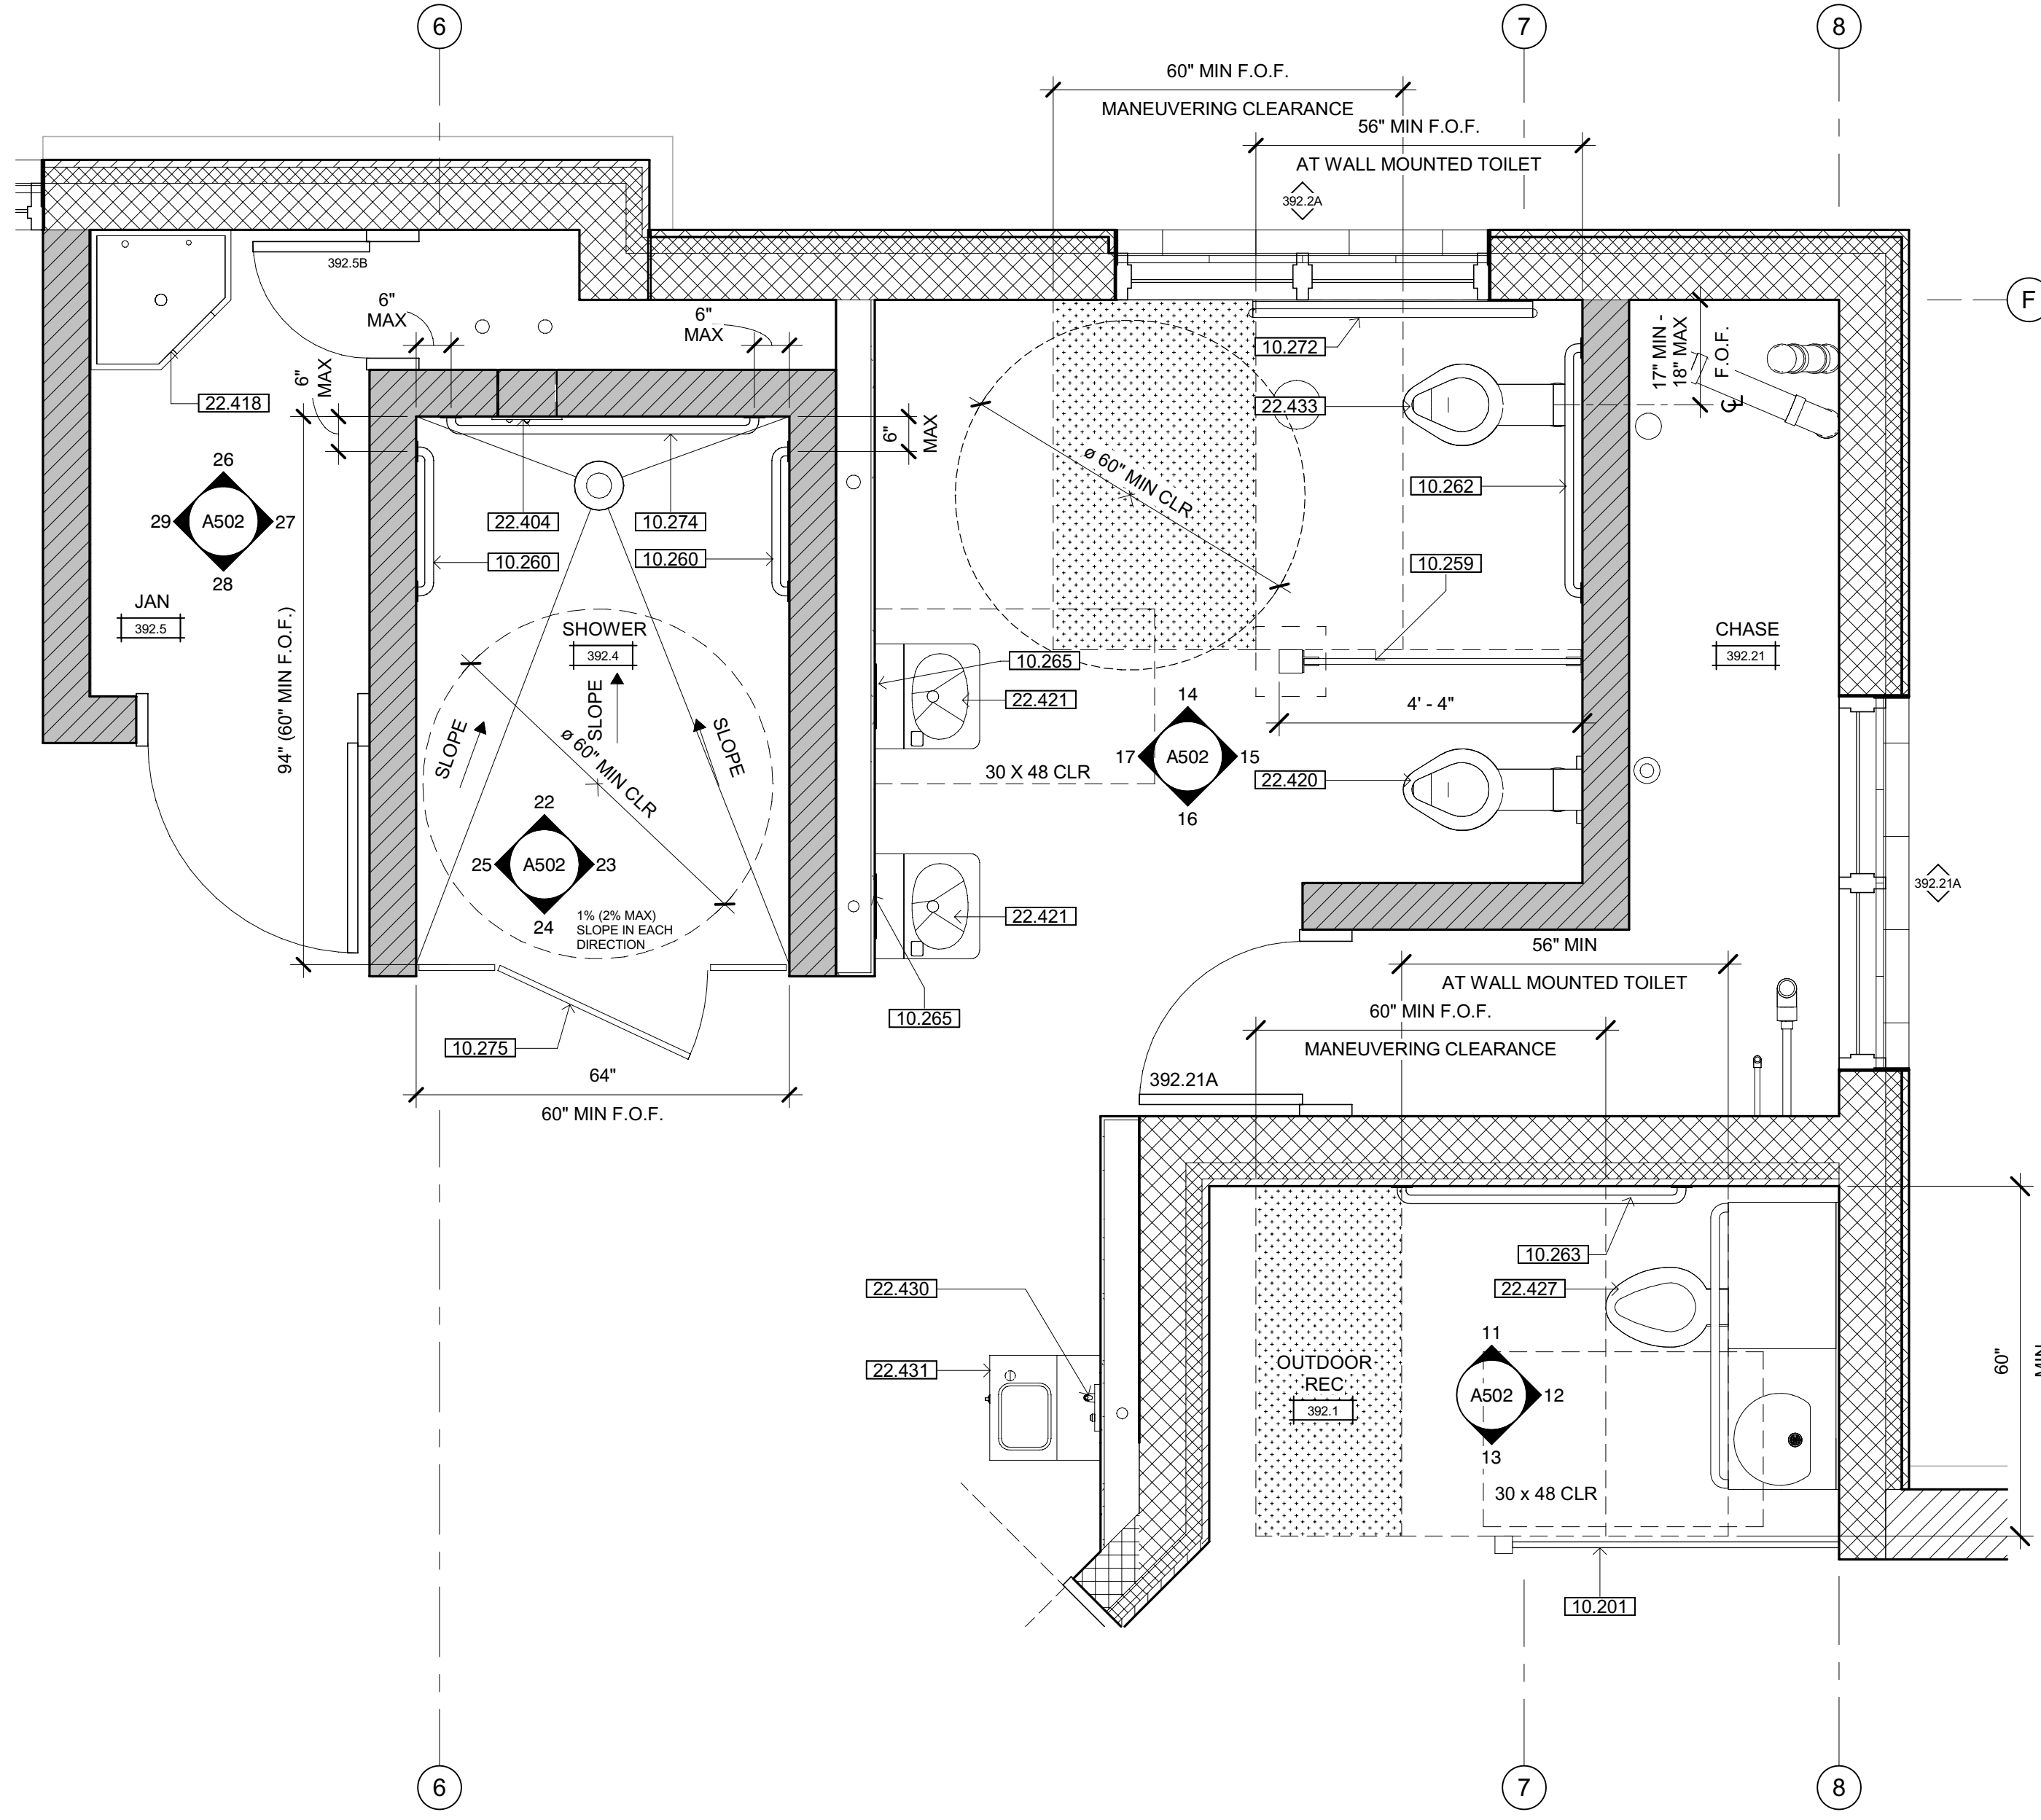 6
7
8
60" MIN F.O.F.
MANEUVERING CLEARANCE
56" MIN F.O.F.
AT WALL MOUNTED TOILET
392.2A
392.5B
6"
MAX
6"
MAX
6"
MAX
6"
MAX
F
17" MIN -
18" MAX
F.O.F.
CL
10.272
22.433
22.418
ø 60" MIN CLR
10.262
22.404
10.274
10.260
10.260
10.259
26
29
A502
27
28
JAN
392.5
94" (60" MIN F.O.F.)
SHOWER
392.4
SLOPE
SLOPE
SLOPE
ø 60" MIN CLR
22
25
A502
23
24
1% (2% MAX)
SLOPE IN EACH
DIRECTION
CHASE
392.21
10.265
22.421
14
17
A502
15
16
4' - 4"
30 X 48 CLR
22.420
392.21A
22.421
10.265
10.275
64"
60" MIN F.O.F.
56" MIN
AT WALL MOUNTED TOILET
60" MIN F.O.F.
MANEUVERING CLEARANCE
392.21A
10.263
22.427
22.430
22.431
OUTDOOR
REC
392.1
11
A502
12
13
30 x 48 CLR
60"
MIN
10.201
6
7
8